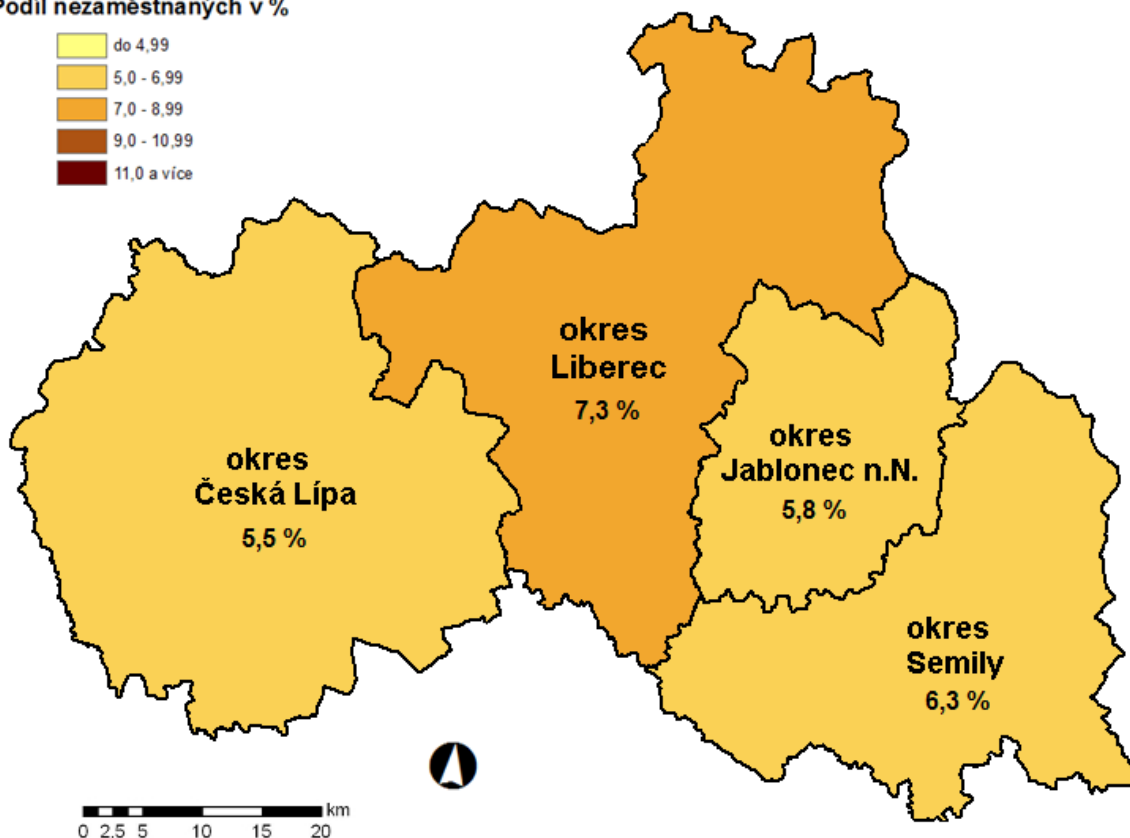 Podíl nezaměstnaných v %
do 4,99
5,0 - 6,99
7,0 - 8,99
9,0 - 10,99
11,0 a více
okres
Liberec
7,3 %
okres
Jablonec n.N.
5,8 %
okres
Česká Lípa
5,5 %
okres
Semily
6,3 %
km
0 2,5 5 10 15 20